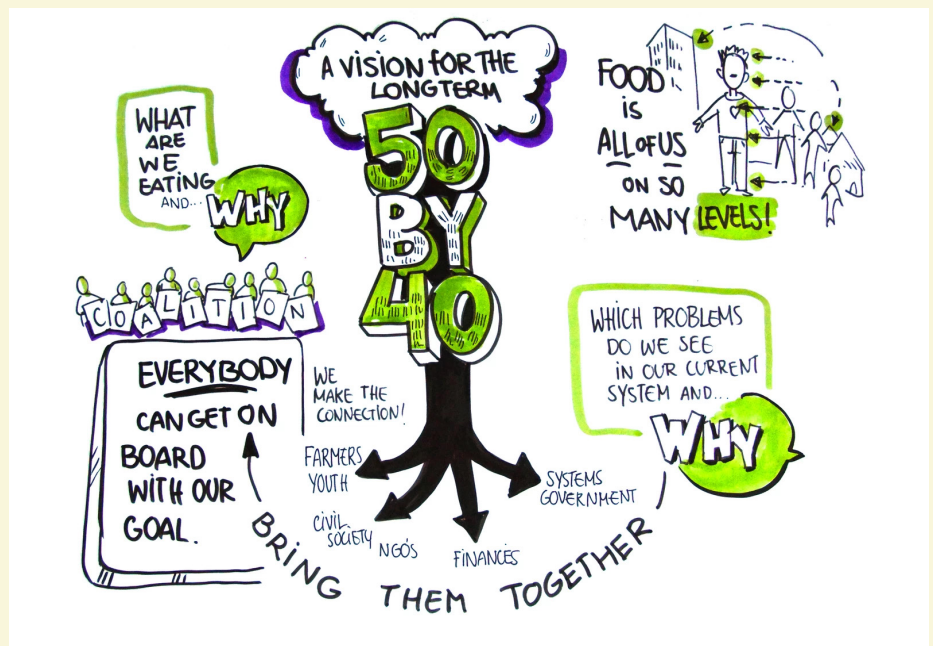 A VISION FOR THE
LONGTERM
50
BY
40
WHAT
ARE
WE
EATING
AND...
WHY
FOOD
iS
ALL OF US
ON SO
MANY LEVELS!
COALITION
EVERYBODY
CAN GET ON
BOARD
WITH OUR
GOAL.
WE
MAKE THE
CONNECTION!
FARMERS
YOUTH
CIVIL
SOCIETY
NGO'S
FINANCES
SYSTEMS
GOVERNMENT
WHICH PROBLEMS
DO WE SEE
iN OUR CURRENT
SYSTEM AND...
WHY
BRING THEM TOGETHER